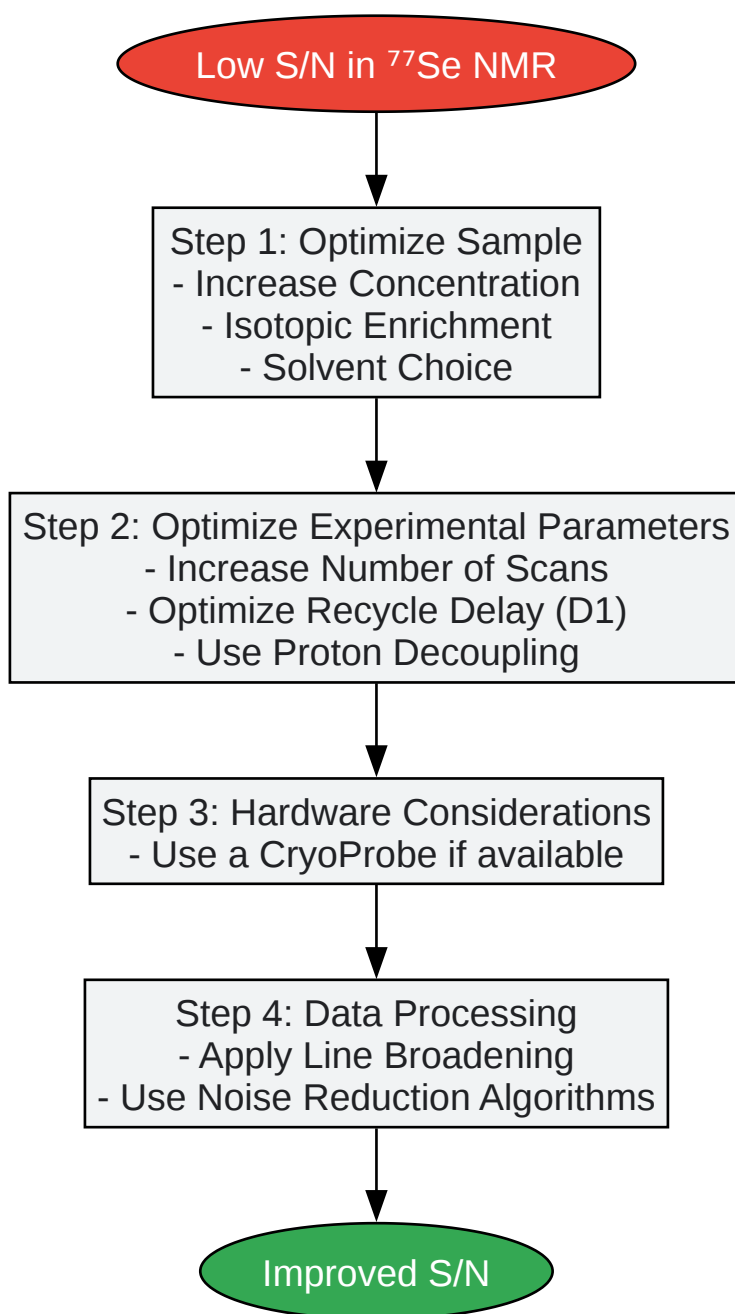 Low S/N in ⁷⁷Se NMR
Step 1: Optimize Sample
- Increase Concentration
- Isotopic Enrichment
- Solvent Choice
Step 2: Optimize Experimental Parameters
- Increase Number of Scans
- Optimize Recycle Delay (D1)
- Use Proton Decoupling
Step 3: Hardware Considerations
- Use a CryoProbe if available
Step 4: Data Processing
- Apply Line Broadening
- Use Noise Reduction Algorithms
Improved S/N